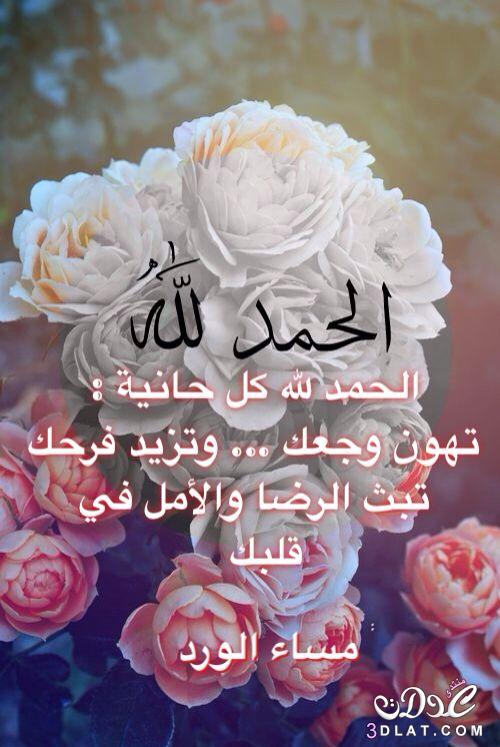 الحمد لله
الحمد لله كل حانية :
تهون وجعك ... وتزيد فرحك
تبث الرضا والأمل في
قلبك
:
مساء الورد
منتدى
عدلات
3DLAT.COM